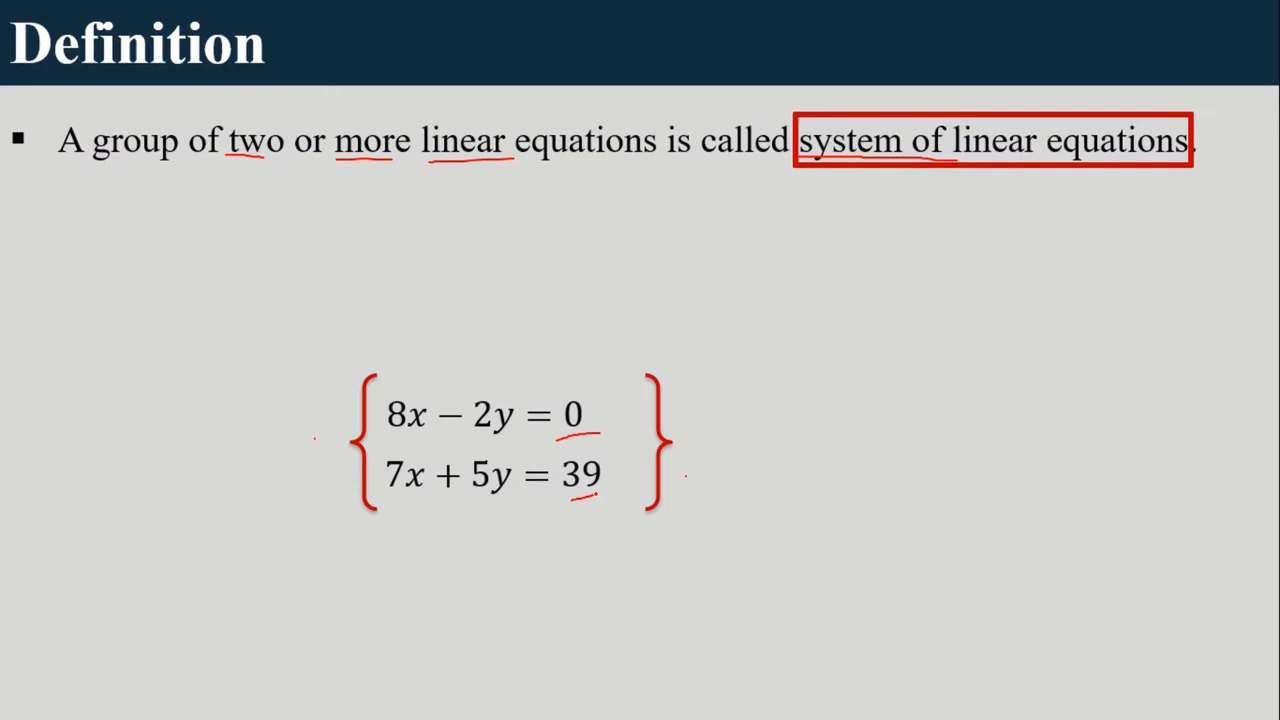 Definition
▪ A group of two or more linear equations is called system of linear equations.
8x − 2y = 0
7x + 5y = 39